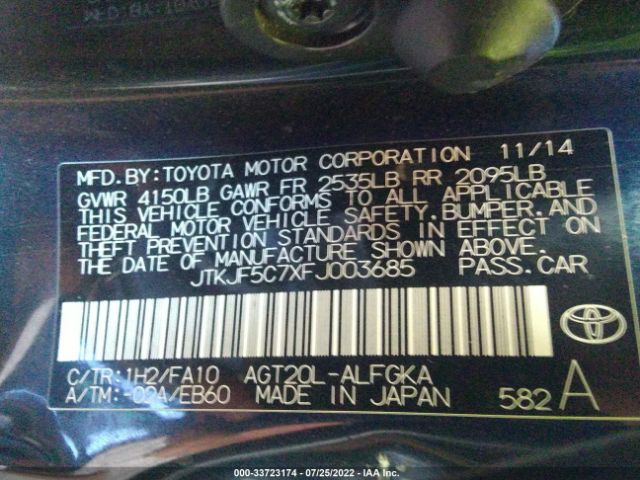 MFD.BY:TOYOTA MOTOR CORPORATION 11/14
GVWR 4150LB GAWR FR 2535LB RR 2095LB
THIS VEHICLE CONFORMS TO ALL APPLICABLE
FEDERAL MOTOR VEHICLE SAFETY,BUMPER,AND
THEFT PREVENTION STANDARDS IN EFFECT ON
THE DATE OF MANUFACTURE SHOWN ABOVE.
JTKJF5C7XFJ003685 PASS.CAR
C/TR:1H2/FA10 AGT20L-ALFGKA
A/TM:-02A/EB60 MADE IN JAPAN 582 A
000-33723174 - 07/25/2022 - IAA Inc.